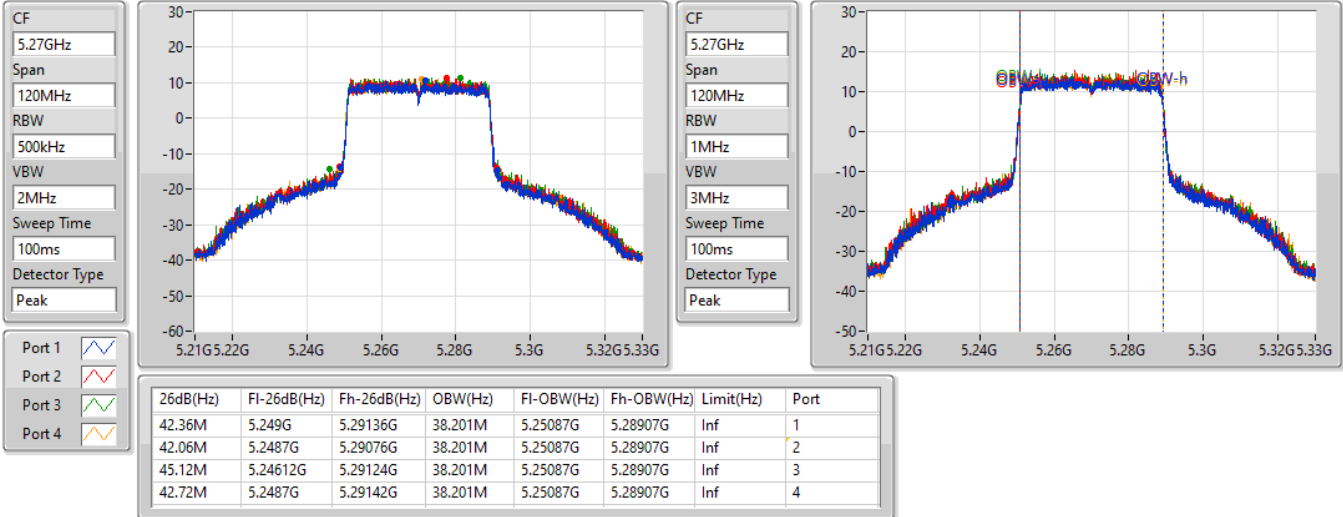 CF
5.27GHz
Span
120MHz
RBW
500kHz
VBW
2MHz
Sweep Time
100ms
Detector Type
Peak
30
20
10
0
-10
-20
-30
-40
-50
-60
5.21G 5.22G 5.24G 5.26G 5.28G 5.3G 5.32G 5.33G
CF
5.27GHz
Span
120MHz
RBW
1MHz
VBW
3MHz
Sweep Time
100ms
Detector Type
Peak
30
20
10
0
-10
-20
-30
-40
-50
OBW-h
5.21G 5.22G 5.24G 5.26G 5.28G 5.3G 5.32G 5.33G
Port 1
Port 2
Port 3
Port 4
26dB(Hz) Fl-26dB(Hz) Fh-26dB(Hz) OBW(Hz) Fl-OBW(Hz) Fh-OBW(Hz) Limit(Hz) Port
42.36M 5.249G 5.29136G 38.201M 5.25087G 5.28907G Inf 1
42.06M 5.2487G 5.29076G 38.201M 5.25087G 5.28907G Inf 2
45.12M 5.24612G 5.29124G 38.201M 5.25087G 5.28907G Inf 3
42.72M 5.2487G 5.29142G 38.201M 5.25087G 5.28907G Inf 4